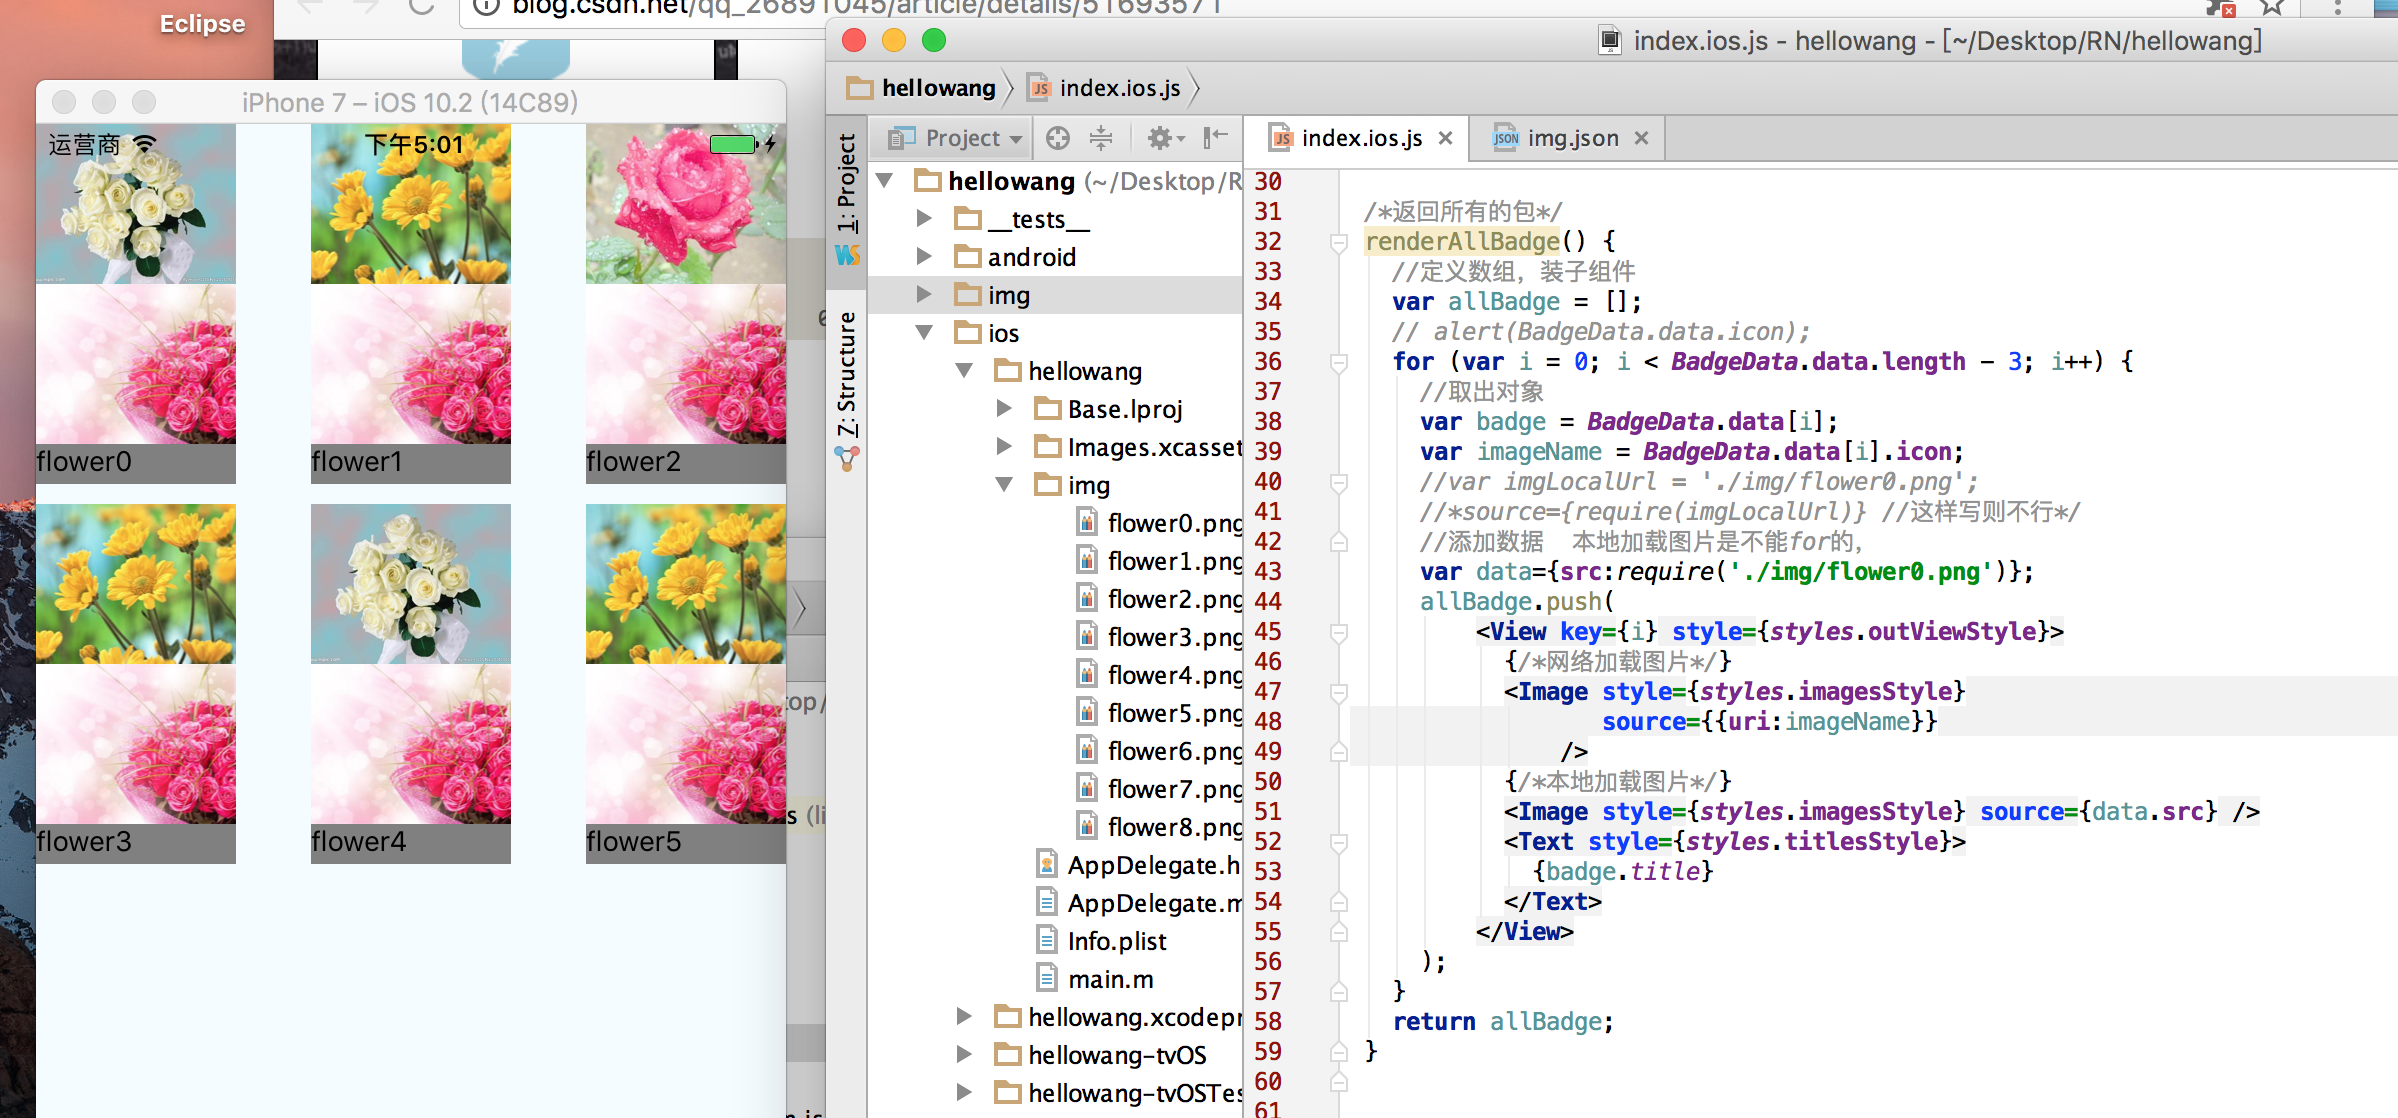 Eclipse
blog.csdn.net/qq_26891045/article/details/51693571
iPhone 7 – iOS 10.2 (14C89)
运营商
下午5:01
flower0
flower1
flower2
flower3
flower4
flower5
index.ios.js - hellowang - [~/Desktop/RN/hellowang]
hellowang
index.ios.js
1: Project
7: Structure
Project
index.ios.js
img.json
hellowang (~/Desktop/R
__tests__
android
img
ios
hellowang
Base.lproj
Images.xcasset
img
flower0.png
flower1.png
flower2.png
flower3.png
flower4.png
flower5.png
flower6.png
flower7.png
flower8.png
AppDelegate.h
AppDelegate.m
Info.plist
main.m
hellowang.xcodepr
hellowang-tvOS
hellowang-tvOSTes
30
31 /*返回所有的包*/
32 renderAllBadge() {
33 //定义数组，装子组件
34 var allBadge = [];
35 // alert(BadgeData.data.icon);
36 for (var i = 0; i < BadgeData.data.length - 3; i++) {
37 //取出对象
38 var badge = BadgeData.data[i];
39 var imageName = BadgeData.data[i].icon;
40 //var imgLocalUrl = './img/flower0.png';
41 //*source={require(imgLocalUrl)} //这样写则不行*/
42 //添加数据  本地加载图片是不能for的，
43 var data={src:require('./img/flower0.png')};
44 allBadge.push(
45 <View key={i} style={styles.outViewStyle}>
46 {/*网络加载图片*/}
47 <Image style={styles.imagesStyle}
48 source={{uri:imageName}}
49 />
50 {/*本地加载图片*/}
51 <Image style={styles.imagesStyle} source={data.src} />
52 <Text style={styles.titlesStyle}>
53 {badge.title}
54 </Text>
55 </View>
56 );
57 }
58 return allBadge;
59 }
60
61
top/
s (li